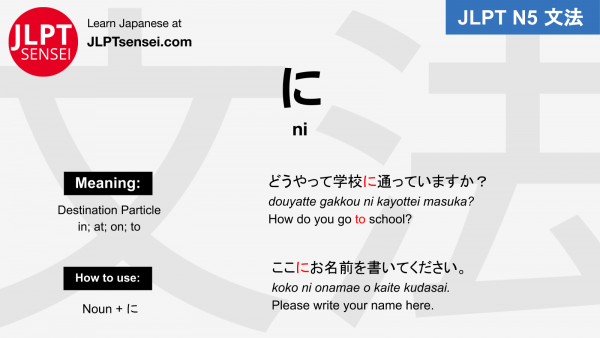 JLPT
SENSEI
Learn Japanese at
JLPTsensei.com
JLPT N5 文法
文法
に
ni
Meaning:
Destination Particle
in; at; on; to
How to use:
Noun + に
どうやって学校に通っていますか？
douyatte gakkou ni kayottei masuka?
How do you go to school?
ここにお名前を書いてください。
koko ni onamae o kaite kudasai.
Please write your name here.